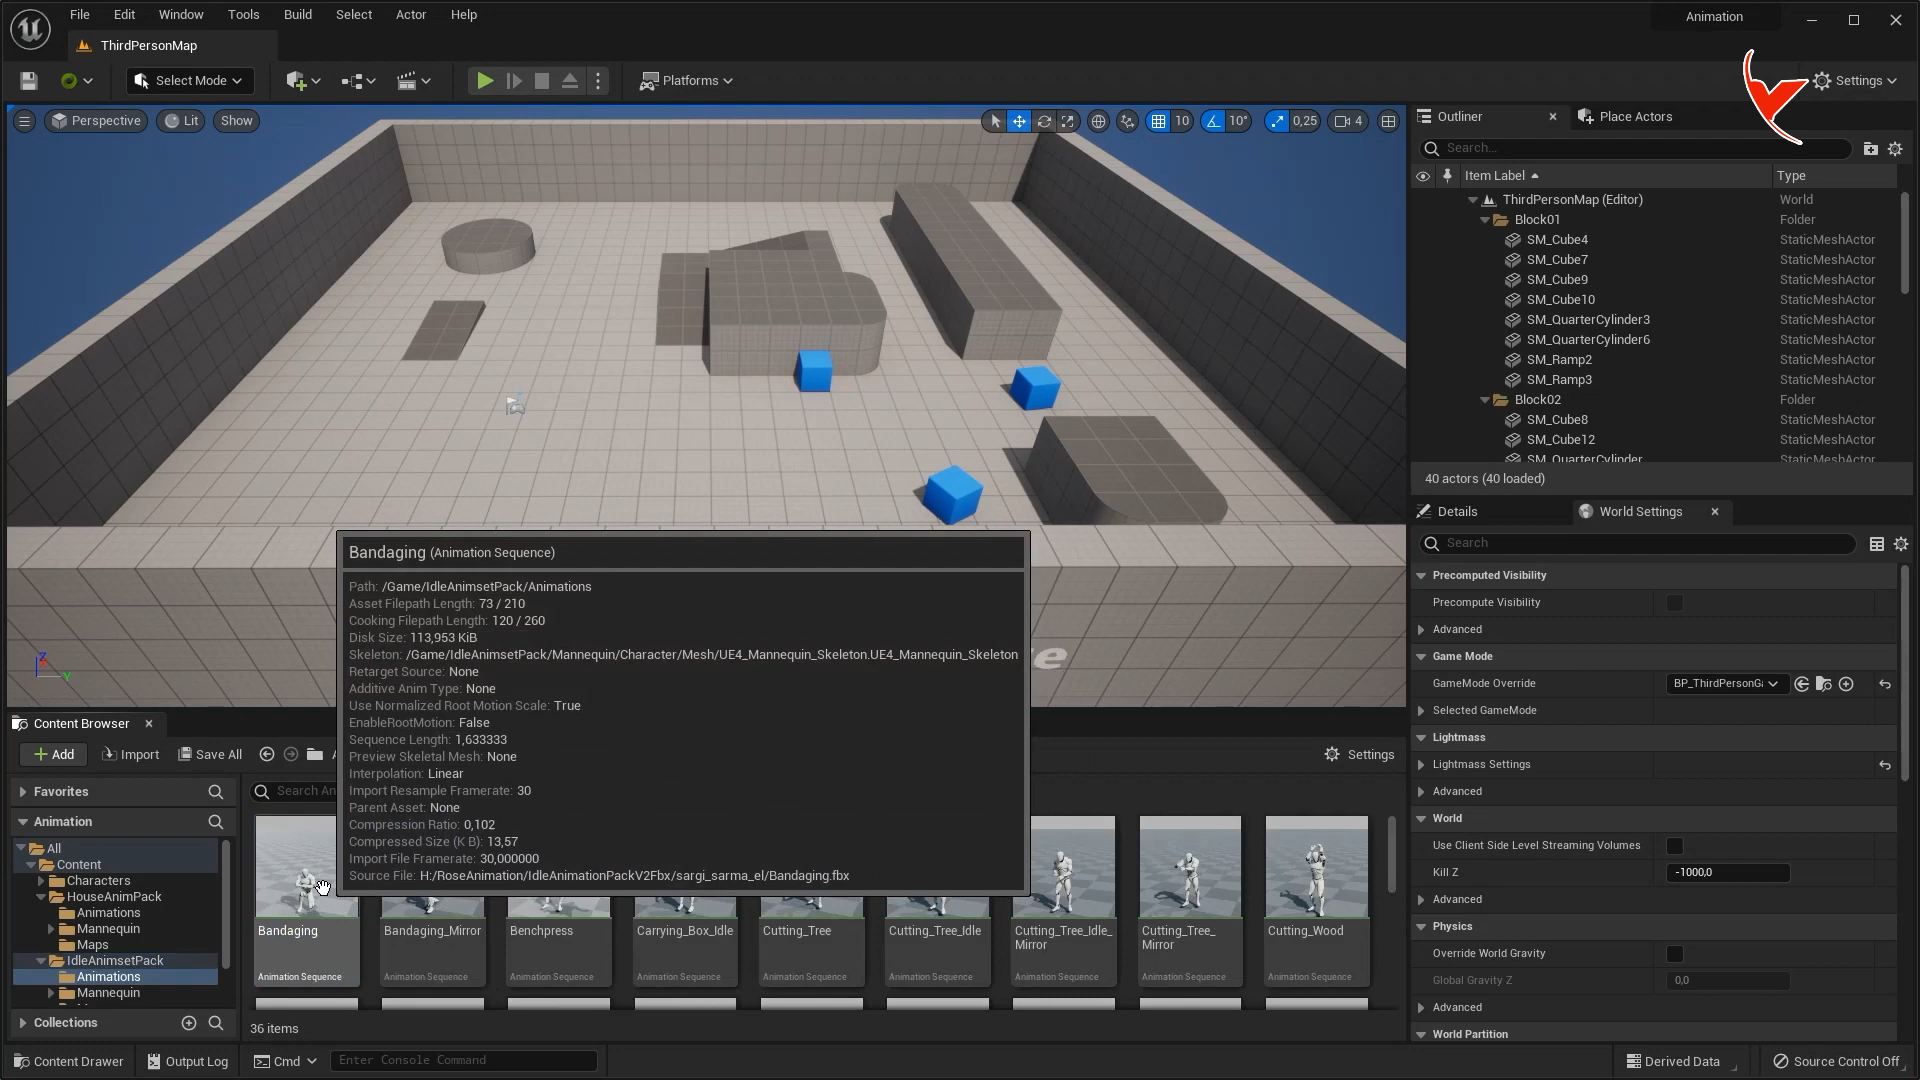 File Edit Window Tools Build Select Actor Help
Animation
ThirdPersonMap
Select Mode
Platforms
Settings
Perspective Lit Show
10 10° 0,25 4
Outliner
Place Actors
Search...
Item Label Type
ThirdPersonMap (Editor) World
Block01 Folder
SM_Cube4 StaticMeshActor
SM_Cube7 StaticMeshActor
SM_Cube9 StaticMeshActor
SM_Cube10 StaticMeshActor
SM_QuarterCylinder3 StaticMeshActor
SM_QuarterCylinder6 StaticMeshActor
SM_Ramp2 StaticMeshActor
SM_Ramp3 StaticMeshActor
Block02 Folder
SM_Cube8 StaticMeshActor
SM_Cube12 StaticMeshActor
SM_QuarterCylinder StaticMeshActor
40 actors (40 loaded)
Details
World Settings
Search
Precomputed Visibility
Precompute Visibility
Advanced
Game Mode
GameMode Override BP_ThirdPersonGa
Selected GameMode
Lightmass
Lightmass Settings
Advanced
World
Use Client Side Level Streaming Volumes
Kill Z -1000,0
Advanced
Physics
Override World Gravity
Global Gravity Z 0,0
Advanced
World Partition
Bandaging (Animation Sequence)
Path: /Game/IdleAnimsetPack/Animations
Asset Filepath Length: 73 / 210
Cooking Filepath Length: 120 / 260
Disk Size: 113,953 KiB
Skeleton: /Game/IdleAnimsetPack/Mannequin/Character/Mesh/UE4_Mannequin_Skeleton.UE4_Mannequin_Skeleton
Retarget Source: None
Additive Anim Type: None
Use Normalized Root Motion Scale: True
EnableRootMotion: False
Sequence Length: 1,633333
Preview Skeletal Mesh: None
Interpolation: Linear
Import Resample Framerate: 30
Parent Asset: None
Compression Ratio: 0,102
Compressed Size (K B): 13,57
Import File Framerate: 30,000000
Source File: H:/RoseAnimation/IdleAnimationPackV2Fbx/sargi_sarma_el/Bandaging.fbx
Content Browser
Add Import Save All
Settings
Favorites
Animation
All
Content
Characters
HouseAnimPack
Animations
Mannequin
Maps
IdleAnimsetPack
Animations
Mannequin
Collections
Search An
Bandaging
Animation Sequence
Bandaging_Mirror
Animation Sequence
Benchpress
Animation Sequence
Carrying_Box_Idle
Animation Sequence
Cutting_Tree
Animation Sequence
Cutting_Tree_Idle
Animation Sequence
Cutting_Tree_Idle_
Mirror
Animation Sequence
Cutting_Tree_
Mirror
Animation Sequence
Cutting_Wood
Animation Sequence
36 items
Content Drawer
Output Log
Cmd
Enter Console Command
Derived Data
Source Control Off